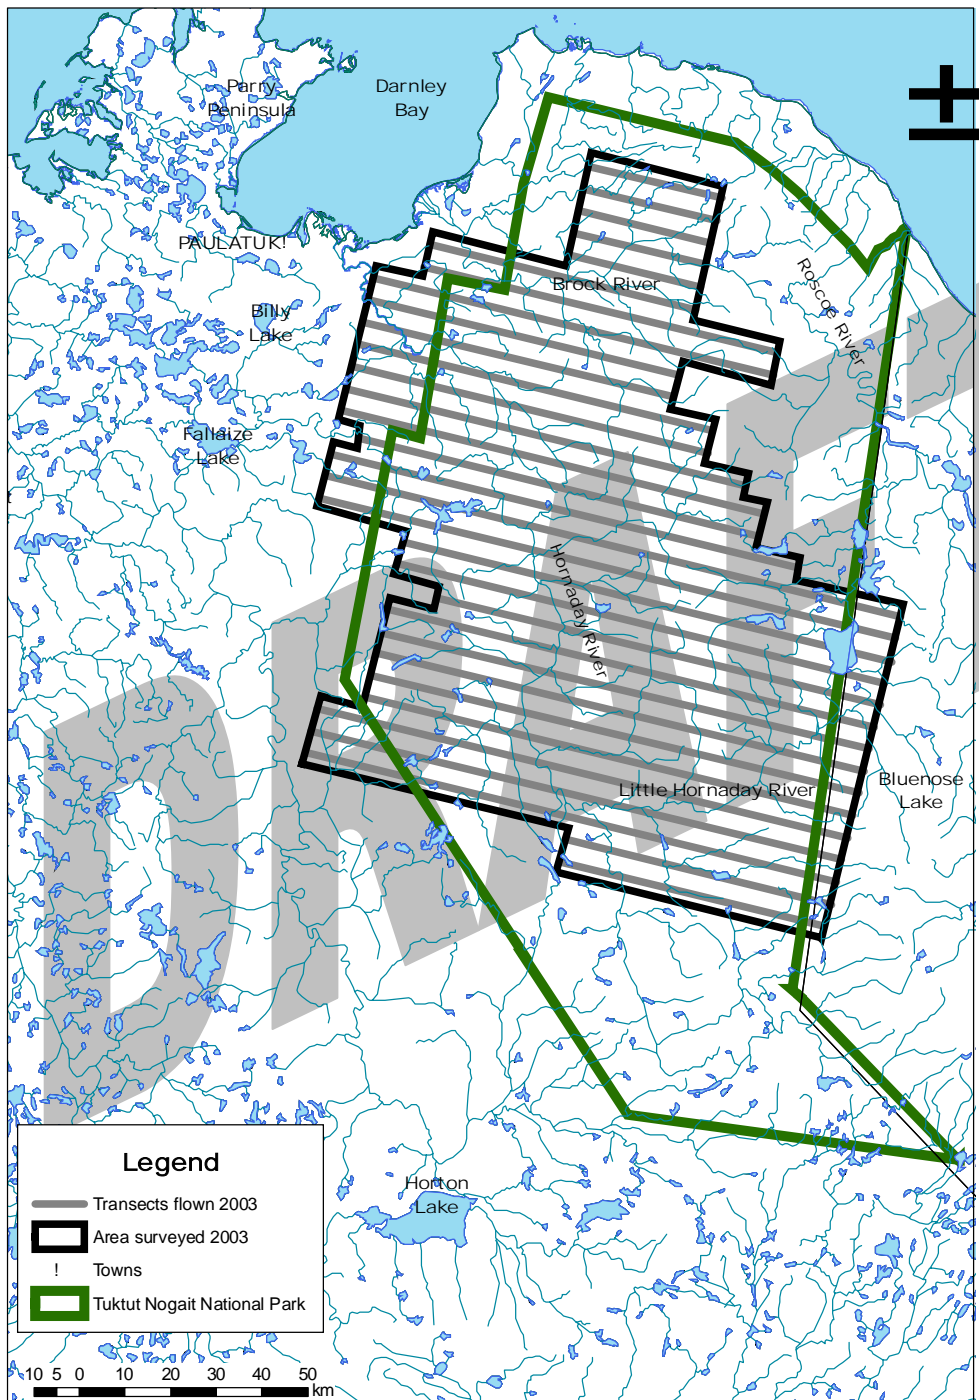 Parry
Peninsula
Darnley
Bay
PAULATUK!
Brock River
Roscoe River
Billy
Lake
Fallaize
Lake
Hornaday River
Little Hornaday River
Bluenose
Lake
Horton
Lake
DRAFT
Legend
Transects flown 2003
Area surveyed 2003
! Towns
Tuktut Nogait National Park
10 5 0 10 20 30 40 50
km